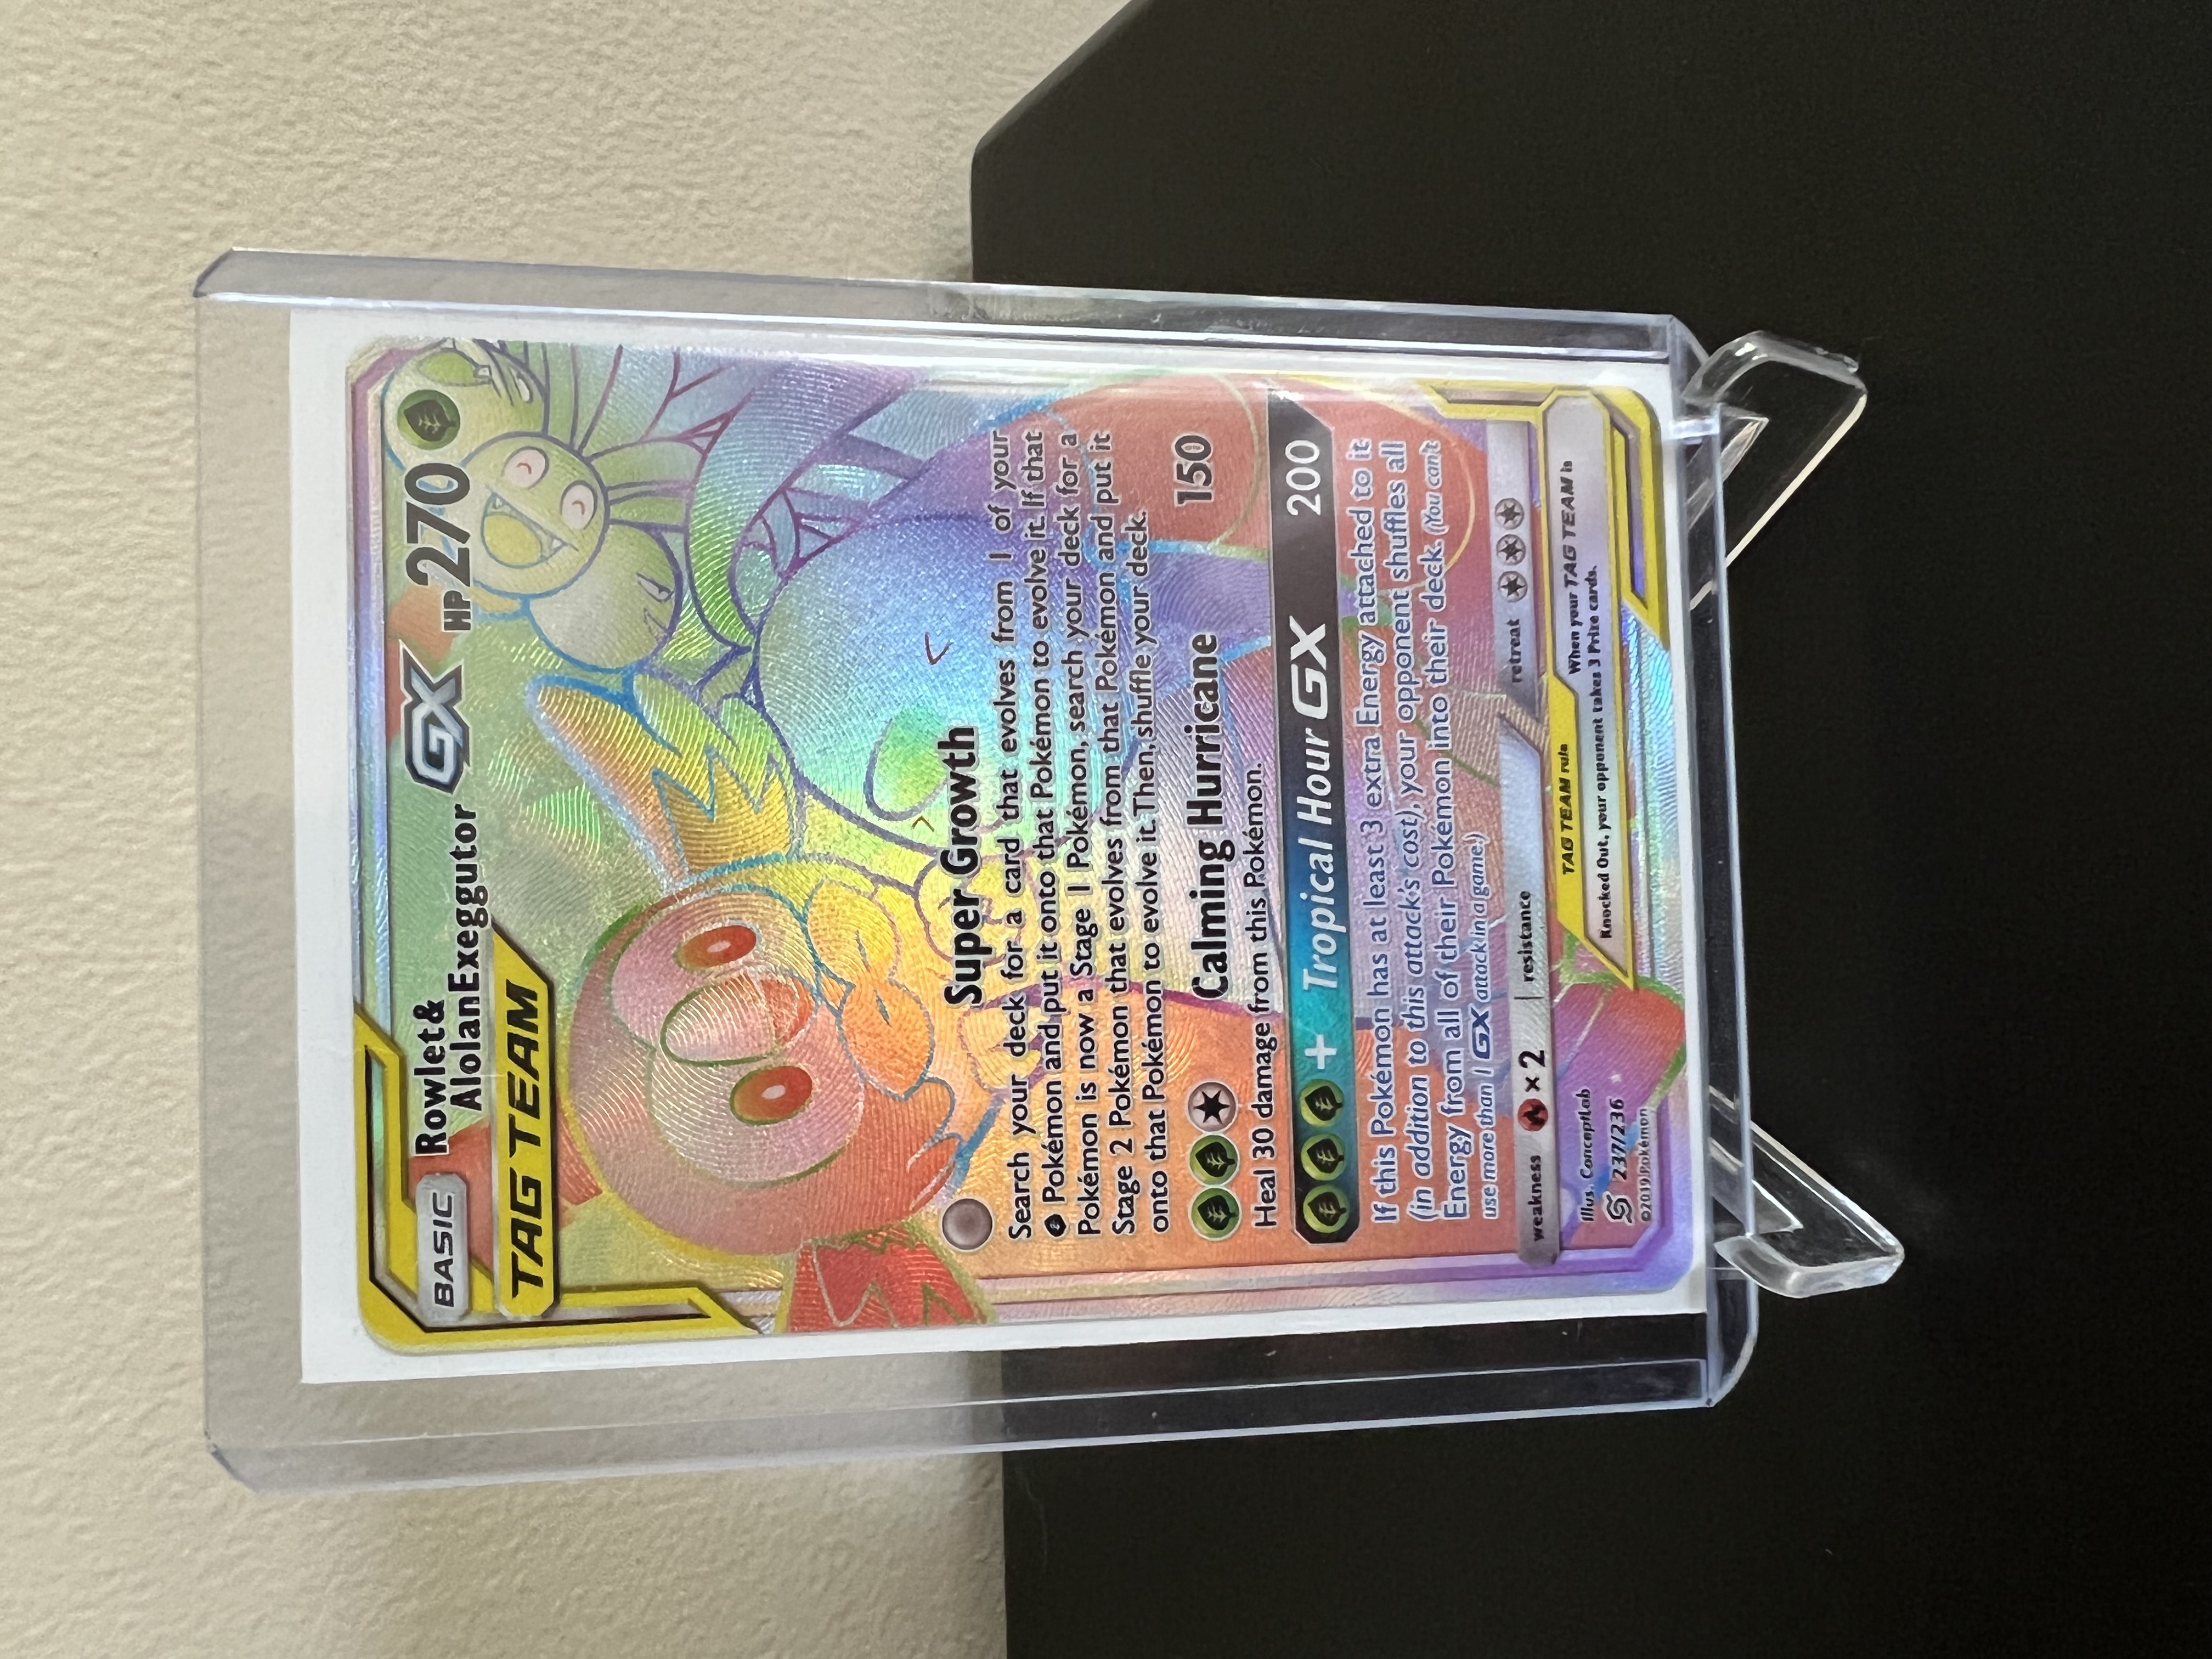 BASIC Rowlet& GX HP270
AlolanExeggutor
TAG TEAM
Super Growth
Search your deck for a card that evolves from 1 of your
Pokémon and put it onto that Pokémon to evolve it. If that
Pokémon is now a Stage 1 Pokémon, search your deck for a
Stage 2 Pokémon that evolves from that Pokémon and put it
onto that Pokémon to evolve it. Then, shuffle your deck.
Calming Hurricane 150
Heal 30 damage from this Pokémon.
+ Tropical Hour GX 200
If this Pokémon has at least 3 extra Energy attached to it
(in addition to this attack's cost), your opponent shuffles all
Energy from all of their Pokémon into their deck. (You can't
use more than 1 GX attack in a game.)
weakness × 2 resistance retreat
TAG TEAM rule When your TAG TEAM is
Knocked Out, your opponent takes 3 Prize cards.
Illus. ConceptLab
237/236
©2019 Pokémon